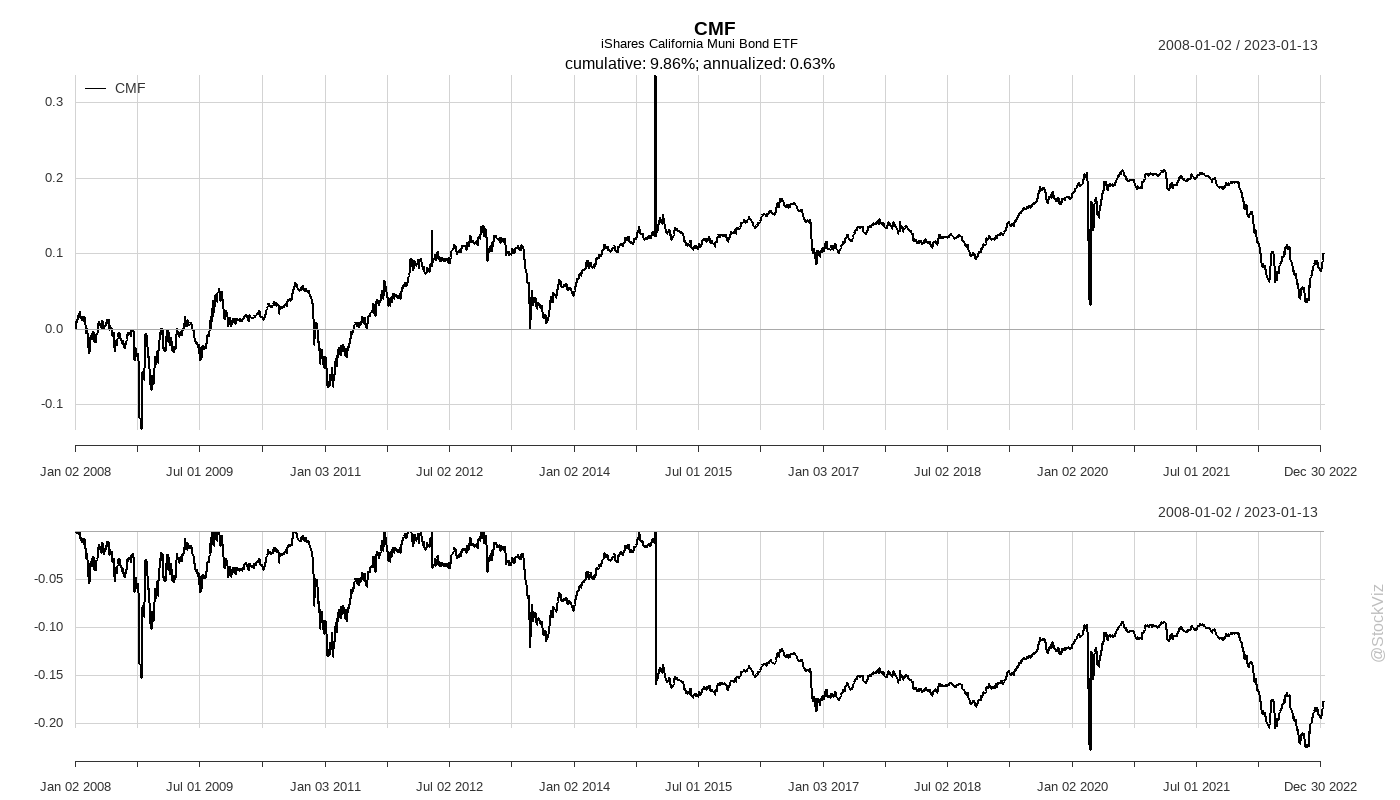 CMF
iShares California Muni Bond ETF
cumulative: 9.86%; annualized: 0.63%
2008-01-02 / 2023-01-13
CMF
0.3
0.2
0.1
0.0
-0.1
Jan 02 2008 Jul 01 2009 Jan 03 2011 Jul 02 2012 Jan 02 2014 Jul 01 2015 Jan 03 2017 Jul 02 2018 Jan 02 2020 Jul 01 2021 Dec 30 2022
2008-01-02 / 2023-01-13
-0.05
-0.10
-0.15
-0.20
Jan 02 2008 Jul 01 2009 Jan 03 2011 Jul 02 2012 Jan 02 2014 Jul 01 2015 Jan 03 2017 Jul 02 2018 Jan 02 2020 Jul 01 2021 Dec 30 2022
@StockViz